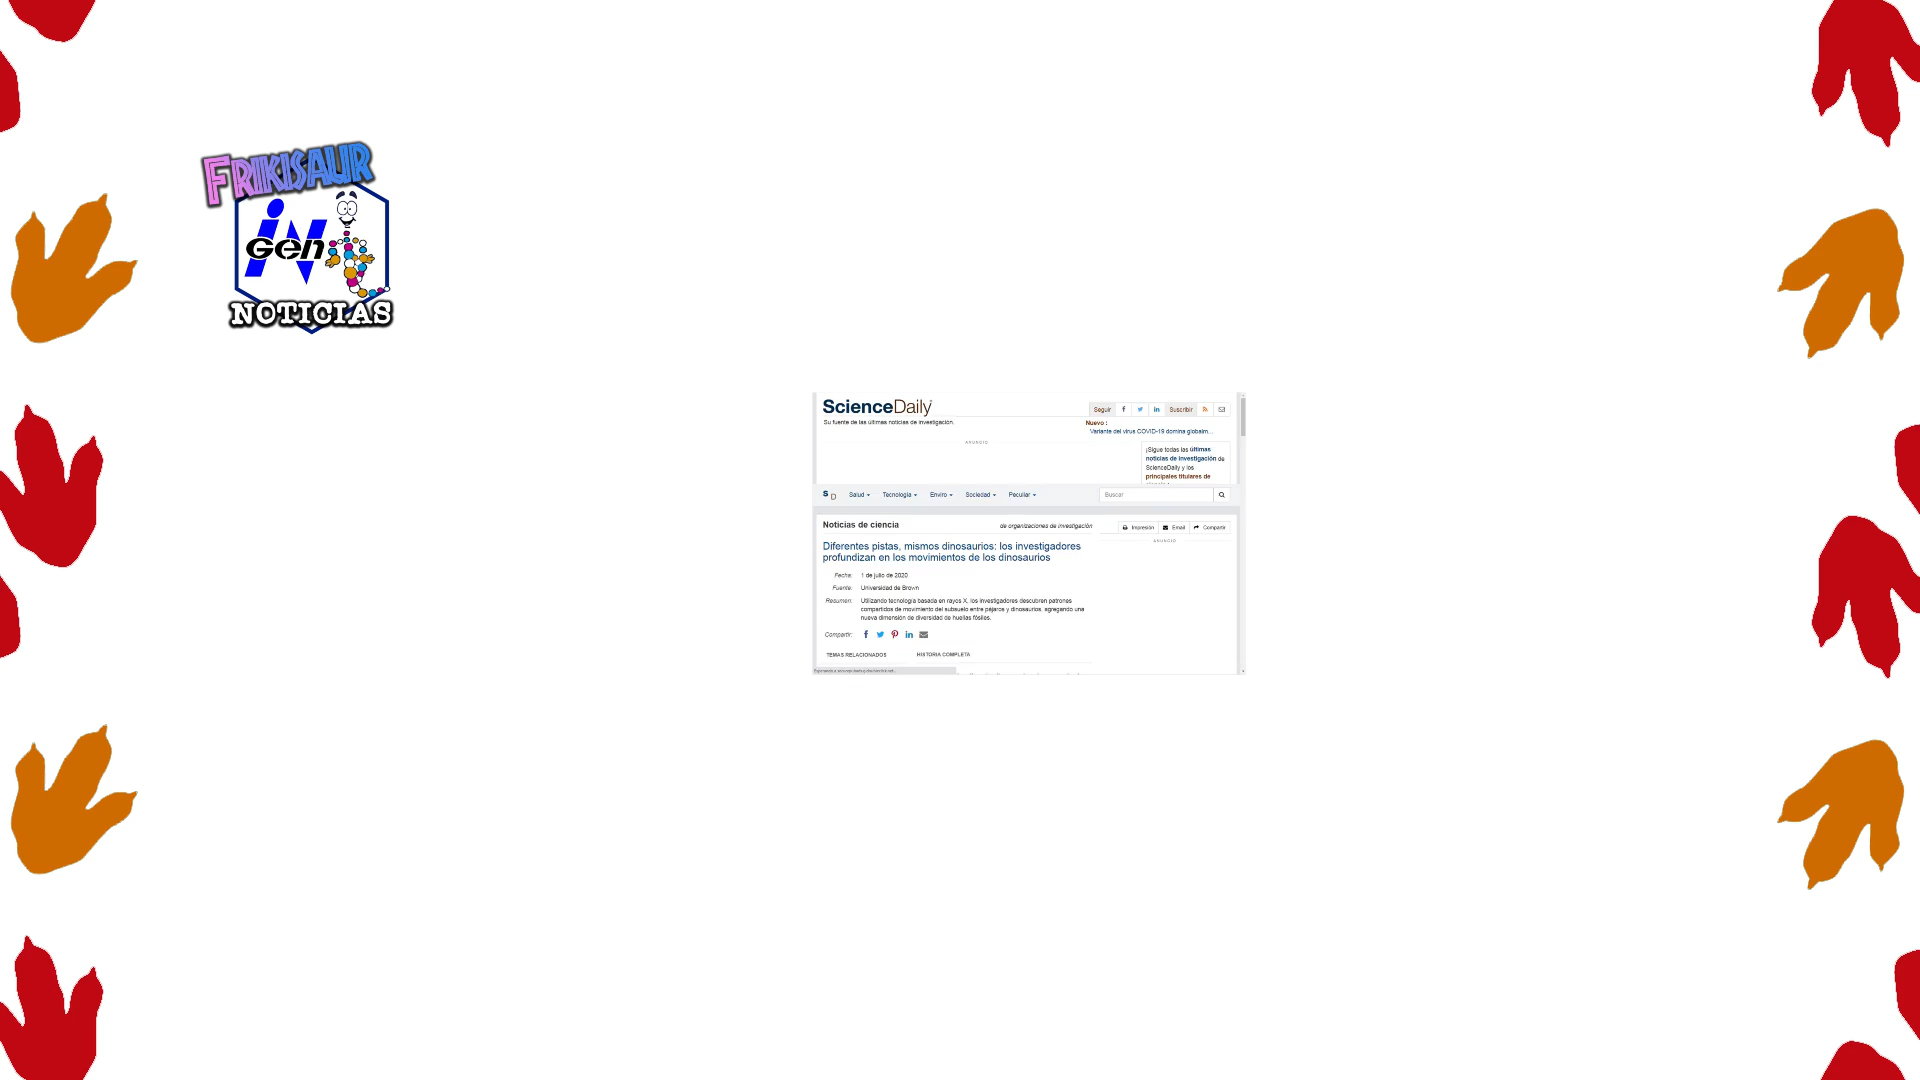 FRIKISAUR
iN
Gen
NOTICIAS
ScienceDaily
Su fuente de las últimas noticias de investigación.
Seguir
Suscribir
Nuevo :
Variante del virus COVID-19 domina globalm...
ANUNCIO
¡Sigue todas las últimas
noticias de investigación de
ScienceDaily y los
principales titulares de
S D
Salud
Tecnología
Enviro
Sociedad
Peculiar
Buscar
Noticias de ciencia
de organizaciones de investigación
Impresión
Email
Compartir
ANUNCIO
Diferentes pistas, mismos dinosaurios: los investigadores
profundizan en los movimientos de los dinosaurios
Fecha: 1 de julio de 2020
Fuente: Universidad de Brown
Resumen: Utilizando tecnología basada en rayos X, los investigadores descubren patrones
compartidos de movimiento del subsuelo entre pájaros y dinosaurios, agregando una
nueva dimensión de diversidad de huellas fósiles.
Compartir:
TEMAS RELACIONADOS
HISTORIA COMPLETA